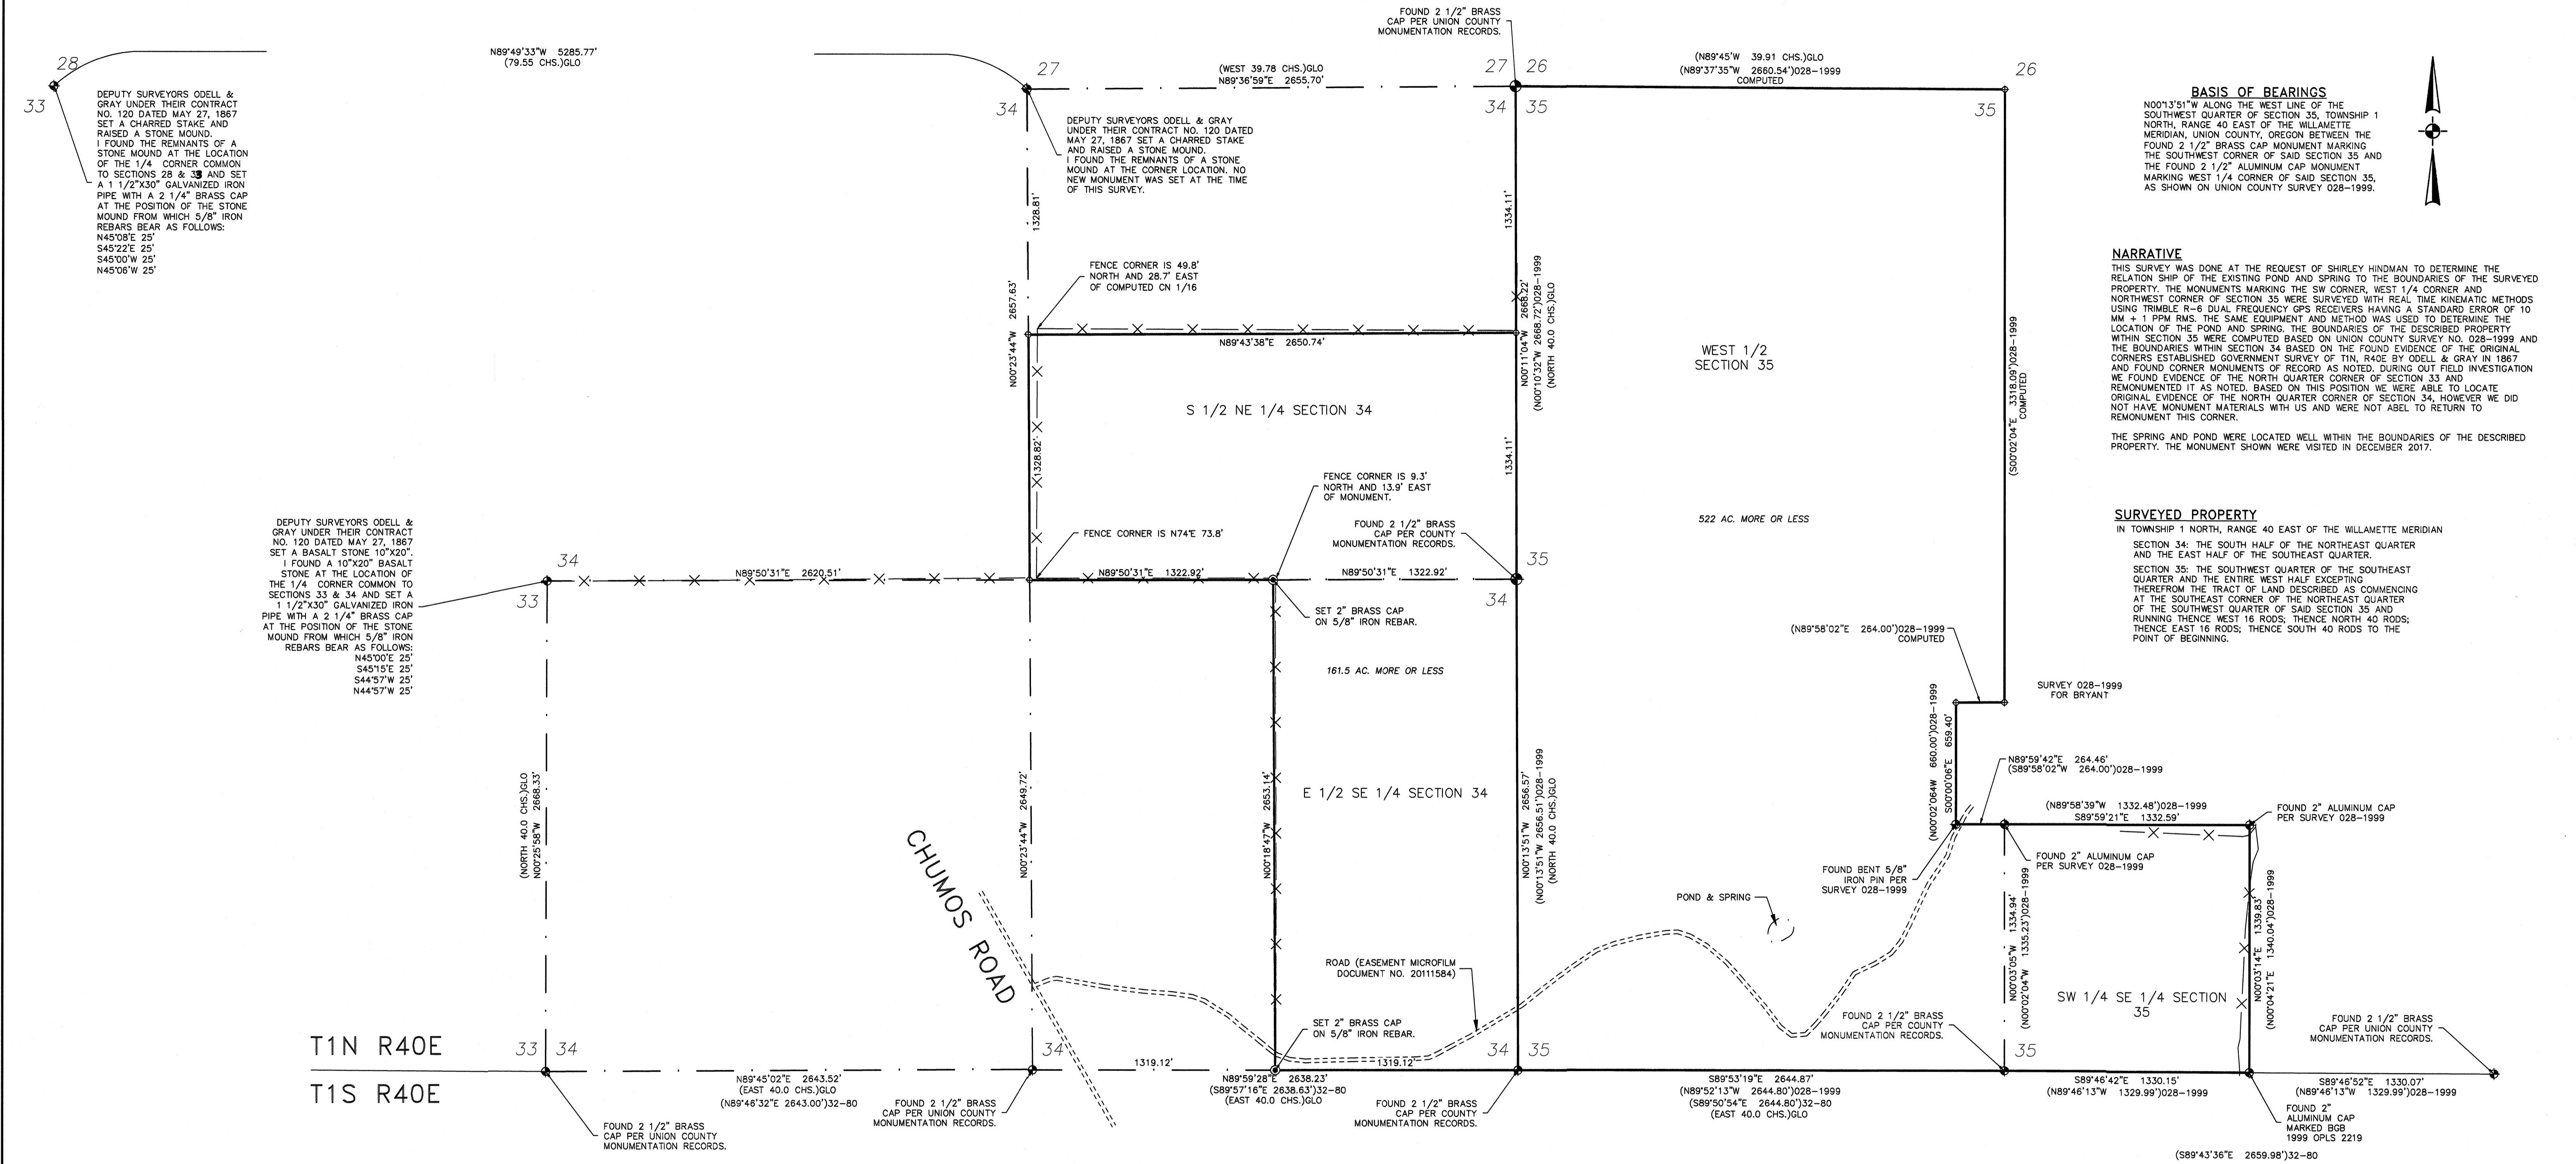 FOUND 2 1/2" BRASS
CAP PER UNION COUNTY
MONUMENTATION RECORDS.
28
33
N89°49'33"W 5285.77'
(79.55 CHS.)GLO
27
34
(WEST 39.78 CHS.)GLO
N89°36'59"E 2655.70'
27
26
34
35
(N89°45'W 39.91 CHS.)GLO
(N89°37'35"W 2660.54')028-1999
COMPUTED
26
35
DEPUTY SURVEYORS ODELL &
GRAY UNDER THEIR CONTRACT
NO. 120 DATED MAY 27, 1867
SET A CHARRED STAKE AND
RAISED A STONE MOUND.
I FOUND THE REMNANTS OF A
STONE MOUND AT THE LOCATION
OF THE 1/4 CORNER COMMON
TO SECTIONS 28 & 33 AND SET
A 1 1/2"X30" GALVANIZED IRON
PIPE WITH A 2 1/4" BRASS CAP
AT THE POSITION OF THE STONE
MOUND FROM WHICH 5/8" IRON
REBARS BEAR AS FOLLOWS:
N45°08'E 25'
S45°22'E 25'
S45°00'W 25'
N45°06'W 25'
DEPUTY SURVEYORS ODELL & GRAY
UNDER THEIR CONTRACT NO. 120 DATED
MAY 27, 1867 SET A CHARRED STAKE
AND RAISED A STONE MOUND.
I FOUND THE REMNANTS OF A STONE
MOUND AT THE CORNER LOCATION. NO
NEW MONUMENT WAS SET AT THE TIME
OF THIS SURVEY.
BASIS OF BEARINGS
N00°13'51"W ALONG THE WEST LINE OF THE
SOUTHWEST QUARTER OF SECTION 35, TOWNSHIP 1
NORTH, RANGE 40 EAST OF THE WILLAMETTE
MERIDIAN, UNION COUNTY, OREGON BETWEEN THE
FOUND 2 1/2" BRASS CAP MONUMENT MARKING
THE SOUTHWEST CORNER OF SAID SECTION 35 AND
THE FOUND 2 1/2" ALUMINUM CAP MONUMENT
MARKING WEST 1/4 CORNER OF SAID SECTION 35,
AS SHOWN ON UNION COUNTY SURVEY 028-1999.
NARRATIVE
THIS SURVEY WAS DONE AT THE REQUEST OF SHIRLEY HINDMAN TO DETERMINE THE
RELATION SHIP OF THE EXISTING POND AND SPRING TO THE BOUNDARIES OF THE SURVEYED
PROPERTY. THE MONUMENTS MARKING THE SW CORNER, WEST 1/4 CORNER AND
NORTHWEST CORNER OF SECTION 35 WERE SURVEYED WITH REAL TIME KINEMATIC METHODS
USING TRIMBLE R-6 DUAL FREQUENCY GPS RECEIVERS HAVING A STANDARD ERROR OF 10
MM + 1 PPM RMS. THE SAME EQUIPMENT AND METHOD WAS USED TO DETERMINE THE
LOCATION OF THE POND AND SPRING. THE BOUNDARIES OF THE DESCRIBED PROPERTY
WITHIN SECTION 35 WERE COMPUTED BASED ON UNION COUNTY SURVEY NO. 028-1999 AND
THE BOUNDARIES WITHIN SECTION 34 BASED ON THE FOUND EVIDENCE OF THE ORIGINAL
CORNERS ESTABLISHED GOVERNMENT SURVEY OF T1N, R40E BY ODELL & GRAY IN 1867
AND FOUND CORNER MONUMENTS OF RECORD AS NOTED. DURING OUT FIELD INVESTIGATION
WE FOUND EVIDENCE OF THE NORTH QUARTER CORNER OF SECTION 33 AND
REMONUMENTED IT AS NOTED. BASED ON THIS POSITION WE WERE ABLE TO LOCATE
ORIGINAL EVIDENCE OF THE NORTH QUARTER CORNER OF SECTION 34, HOWEVER WE DID
NOT HAVE MONUMENT MATERIALS WITH US AND WERE NOT ABEL TO RETURN TO
REMONUMENT THIS CORNER.
THE SPRING AND POND WERE LOCATED WELL WITHIN THE BOUNDARIES OF THE DESCRIBED
PROPERTY. THE MONUMENT SHOWN WERE VISITED IN DECEMBER 2017.
SURVEYED PROPERTY
IN TOWNSHIP 1 NORTH, RANGE 40 EAST OF THE WILLAMETTE MERIDIAN
SECTION 34: THE SOUTH HALF OF THE NORTHEAST QUARTER
AND THE EAST HALF OF THE SOUTHEAST QUARTER.
SECTION 35: THE SOUTHWEST QUARTER OF THE SOUTHEAST
QUARTER AND THE ENTIRE WEST HALF EXCEPTING
THEREFROM THE TRACT OF LAND DESCRIBED AS COMMENCING
AT THE SOUTHEAST CORNER OF THE NORTHEAST QUARTER
OF THE SOUTHWEST QUARTER OF SAID SECTION 35 AND
RUNNING THENCE WEST 16 RODS; THENCE NORTH 40 RODS;
THENCE EAST 16 RODS; THENCE SOUTH 40 RODS TO THE
POINT OF BEGINNING.
1328.81'
N00°23'44"W 2657.63'
1328.82'
FENCE CORNER IS 49.8'
NORTH AND 28.7' EAST
OF COMPUTED CN 1/16
1334.11'
N00°11'04"W 2668.22'
(N00°10'32"W 2668.72')028-1999
(NORTH 40.0 CHS.)GLO
1334.11'
N89°43'38"E 2650.74'
S 1/2 NE 1/4 SECTION 34
WEST 1/2
SECTION 35
522 AC. MORE OR LESS
(S00°02'04"E 3318.09')028-1999
COMPUTED
FENCE CORNER IS 9.3'
NORTH AND 13.9' EAST
OF MONUMENT.
FENCE CORNER IS N74°E 73.8'
FOUND 2 1/2" BRASS
CAP PER COUNTY
MONUMENTATION RECORDS.
DEPUTY SURVEYORS ODELL &
GRAY UNDER THEIR CONTRACT
NO. 120 DATED MAY 27, 1867
SET A BASALT STONE 10"X20".
I FOUND A 10"X20" BASALT
STONE AT THE LOCATION OF
THE 1/4 CORNER COMMON TO
SECTIONS 33 & 34 AND SET A
1 1/2"X30" GALVANIZED IRON
PIPE WITH A 2 1/4" BRASS CAP
AT THE POSITION OF THE STONE
MOUND FROM WHICH 5/8" IRON
REBARS BEAR AS FOLLOWS:
N45°00'E 25'
S45°15'E 25'
S44°57'W 25'
N44°57'W 25'
34
33
N89°50'31"E 2620.51'
N89°50'31"E 1322.92'
N89°50'31"E 1322.92'
35
34
SET 2" BRASS CAP
ON 5/8" IRON REBAR.
161.5 AC. MORE OR LESS
(N89°58'02"E 264.00')028-1999
COMPUTED
SURVEY 028-1999
FOR BRYANT
(N00°02'064W 660.00')028-1999
S00°00'06"E 659.40'
N89°59'42"E 264.46'
(S89°58'02"W 264.00')028-1999
(N89°58'39"W 1332.48')028-1999
S89°59'21"E 1332.59'
FOUND 2" ALUMINUM CAP
PER SURVEY 028-1999
FOUND 2" ALUMINUM CAP
PER SURVEY 028-1999
FOUND BENT 5/8"
IRON PIN PER
SURVEY 028-1999
(NORTH 40.0 CHS.)GLO
N00°25'58"W 2668.33'
N00°23'44"W 2649.72'
N00°18'47"W 2653.14'
E 1/2 SE 1/4 SECTION 34
N00°13'51"W 2656.57'
(N00°13'51"W 2656.51')028-1999
(NORTH 40.0 CHS.)GLO
CHUMOS ROAD
POND & SPRING
ROAD (EASEMENT MICROFILM
DOCUMENT NO. 20111584)
N00°03'05"W 1334.94'
(N00°02'04"W 1335.23')028-1999
N00°03'14"E 1339.83'
(N00°04'21"E 1340.04')028-1999
SW 1/4 SE 1/4 SECTION
35
FOUND 2 1/2" BRASS
CAP PER COUNTY
MONUMENTATION RECORDS.
FOUND 2 1/2" BRASS
CAP PER UNION COUNTY
MONUMENTATION RECORDS.
SET 2" BRASS CAP
ON 5/8" IRON REBAR.
T1N R40E
T1S R40E
33
34
34
34
35
35
1319.12'
1319.12'
N89°45'02"E 2643.52'
(EAST 40.0 CHS.)GLO
(N89°46'32"E 2643.00')32-80
N89°59'28"E 2638.23'
(S89°57'16"E 2638.63')32-80
(EAST 40.0 CHS.)GLO
S89°53'19"E 2644.87'
(N89°52'13"W 2644.80')028-1999
(S89°50'54"E 2644.80')32-80
(EAST 40.0 CHS.)GLO
S89°46'42"E 1330.15'
(N89°46'13"W 1329.99')028-1999
S89°46'52"E 1330.07'
(N89°46'13"W 1329.99')028-1999
FOUND 2 1/2" BRASS
CAP PER UNION COUNTY
MONUMENTATION RECORDS.
FOUND 2 1/2" BRASS
CAP PER UNION COUNTY
MONUMENTATION RECORDS.
FOUND 2 1/2" BRASS
CAP PER COUNTY
MONUMENTATION RECORDS.
FOUND 2"
ALUMINUM CAP
MARKED BGB
1999 OPLS 2219
(S89°43'36"E 2659.98')32-80